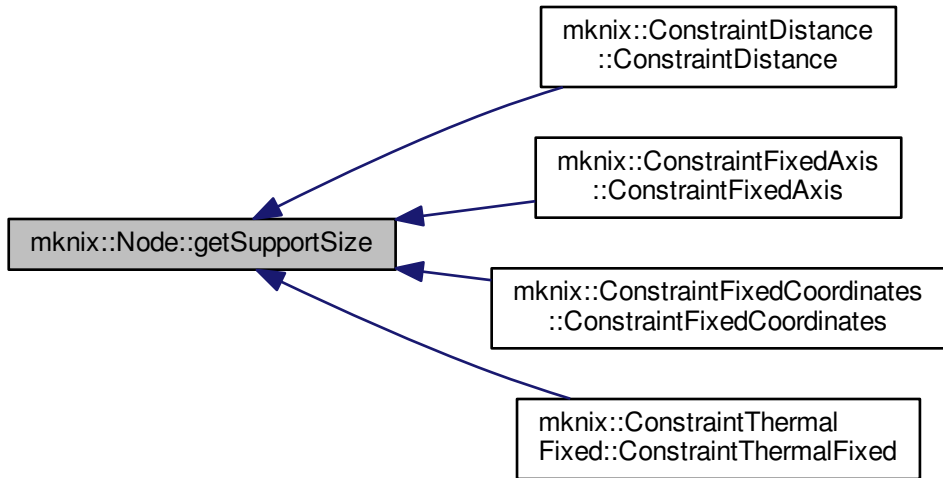 mknix::ConstraintDistance
::ConstraintDistance
mknix::ConstraintFixedAxis
::ConstraintFixedAxis
mknix::Node::getSupportSize
mknix::ConstraintFixedCoordinates
::ConstraintFixedCoordinates
mknix::ConstraintThermal
Fixed::ConstraintThermalFixed